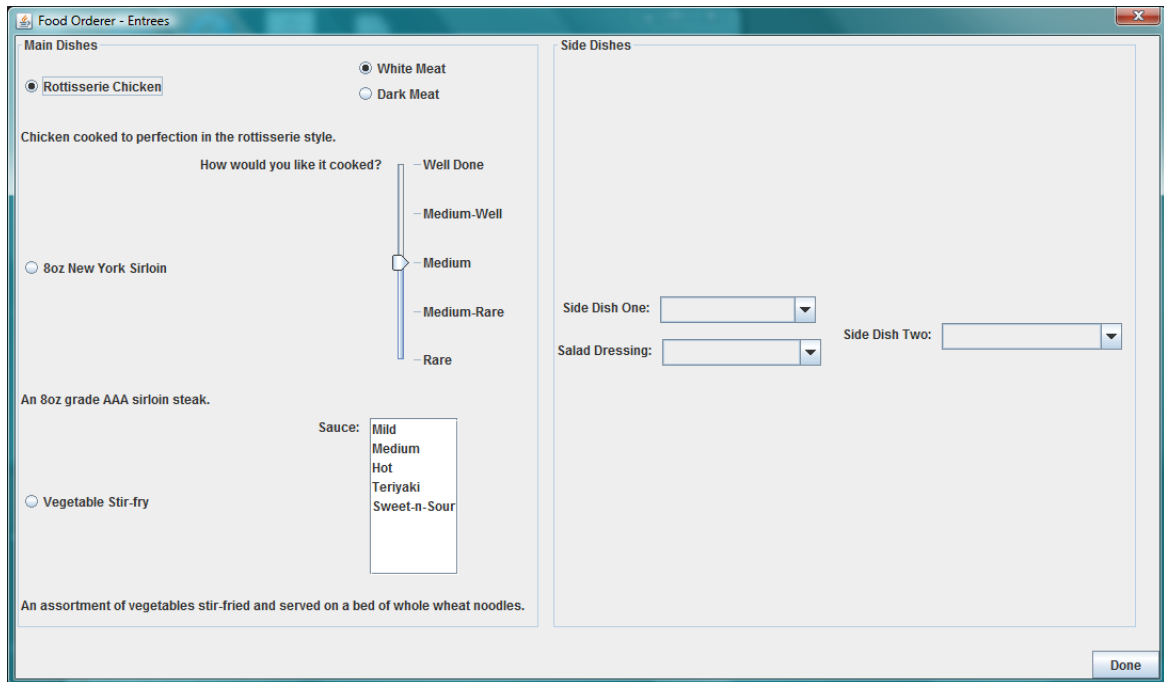 Food Orderer - Entrees
Main Dishes
Rottisserie Chicken
White Meat
Dark Meat
Chicken cooked to perfection in the rottisserie style.
How would you like it cooked?
Well Done
Medium-Well
Medium
Medium-Rare
Rare
8oz New York Sirloin
An 8oz grade AAA sirloin steak.
Sauce:
Mild
Medium
Hot
Teriyaki
Sweet-n-Sour
Vegetable Stir-fry
An assortment of vegetables stir-fried and served on a bed of whole wheat noodles.
Side Dishes
Side Dish One:
Salad Dressing:
Side Dish Two:
Done